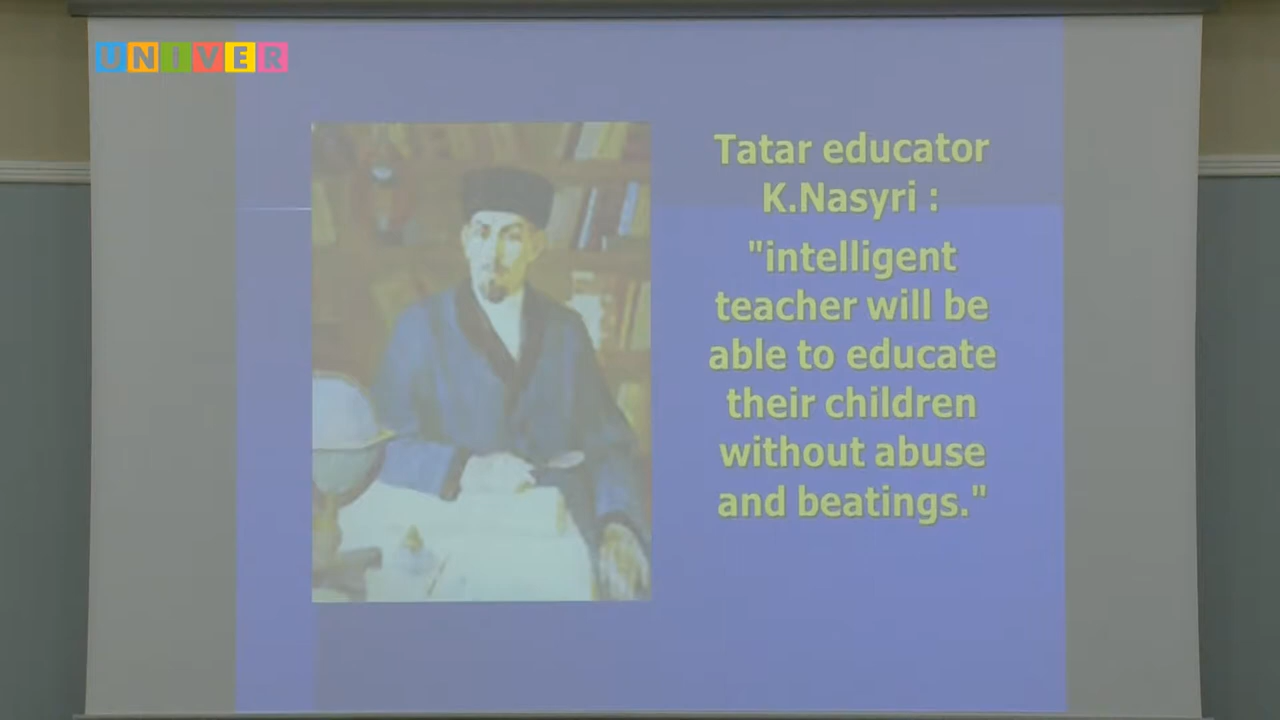 UNIVER
Tatar educator
K.Nasyri :
"intelligent
teacher will be
able to educate
their children
without abuse
and beatings."